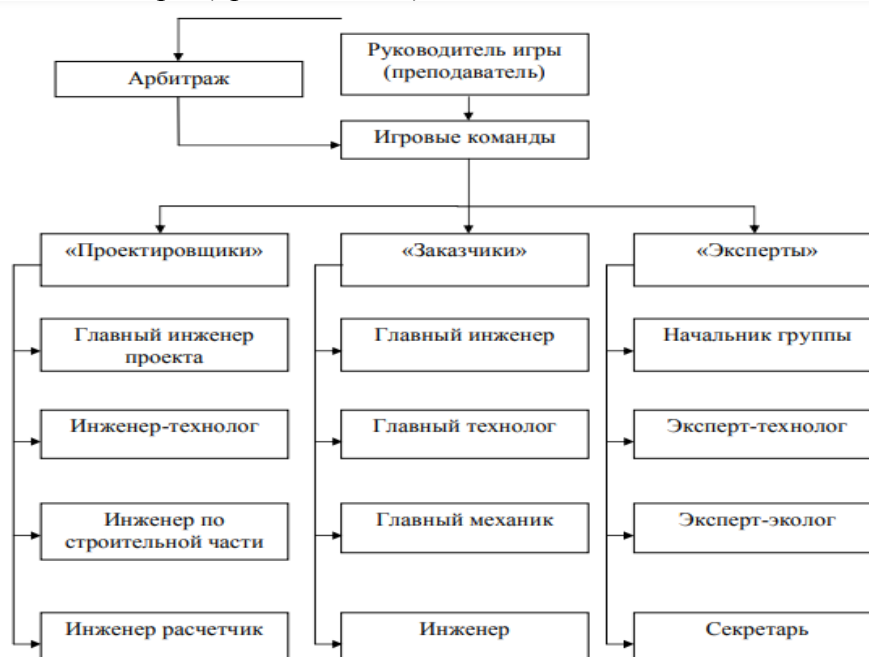 Руководитель игры
(преподаватель)
Арбитраж
Игровые команды
«Проектировщики»
«Заказчики»
«Эксперты»
Главный инженер
проекта
Главный инженер
Начальник группы
Инженер-технолог
Главный технолог
Эксперт-технолог
Инженер по
строительной части
Главный механик
Эксперт-эколог
Инженер расчетчик
Инженер
Секретарь